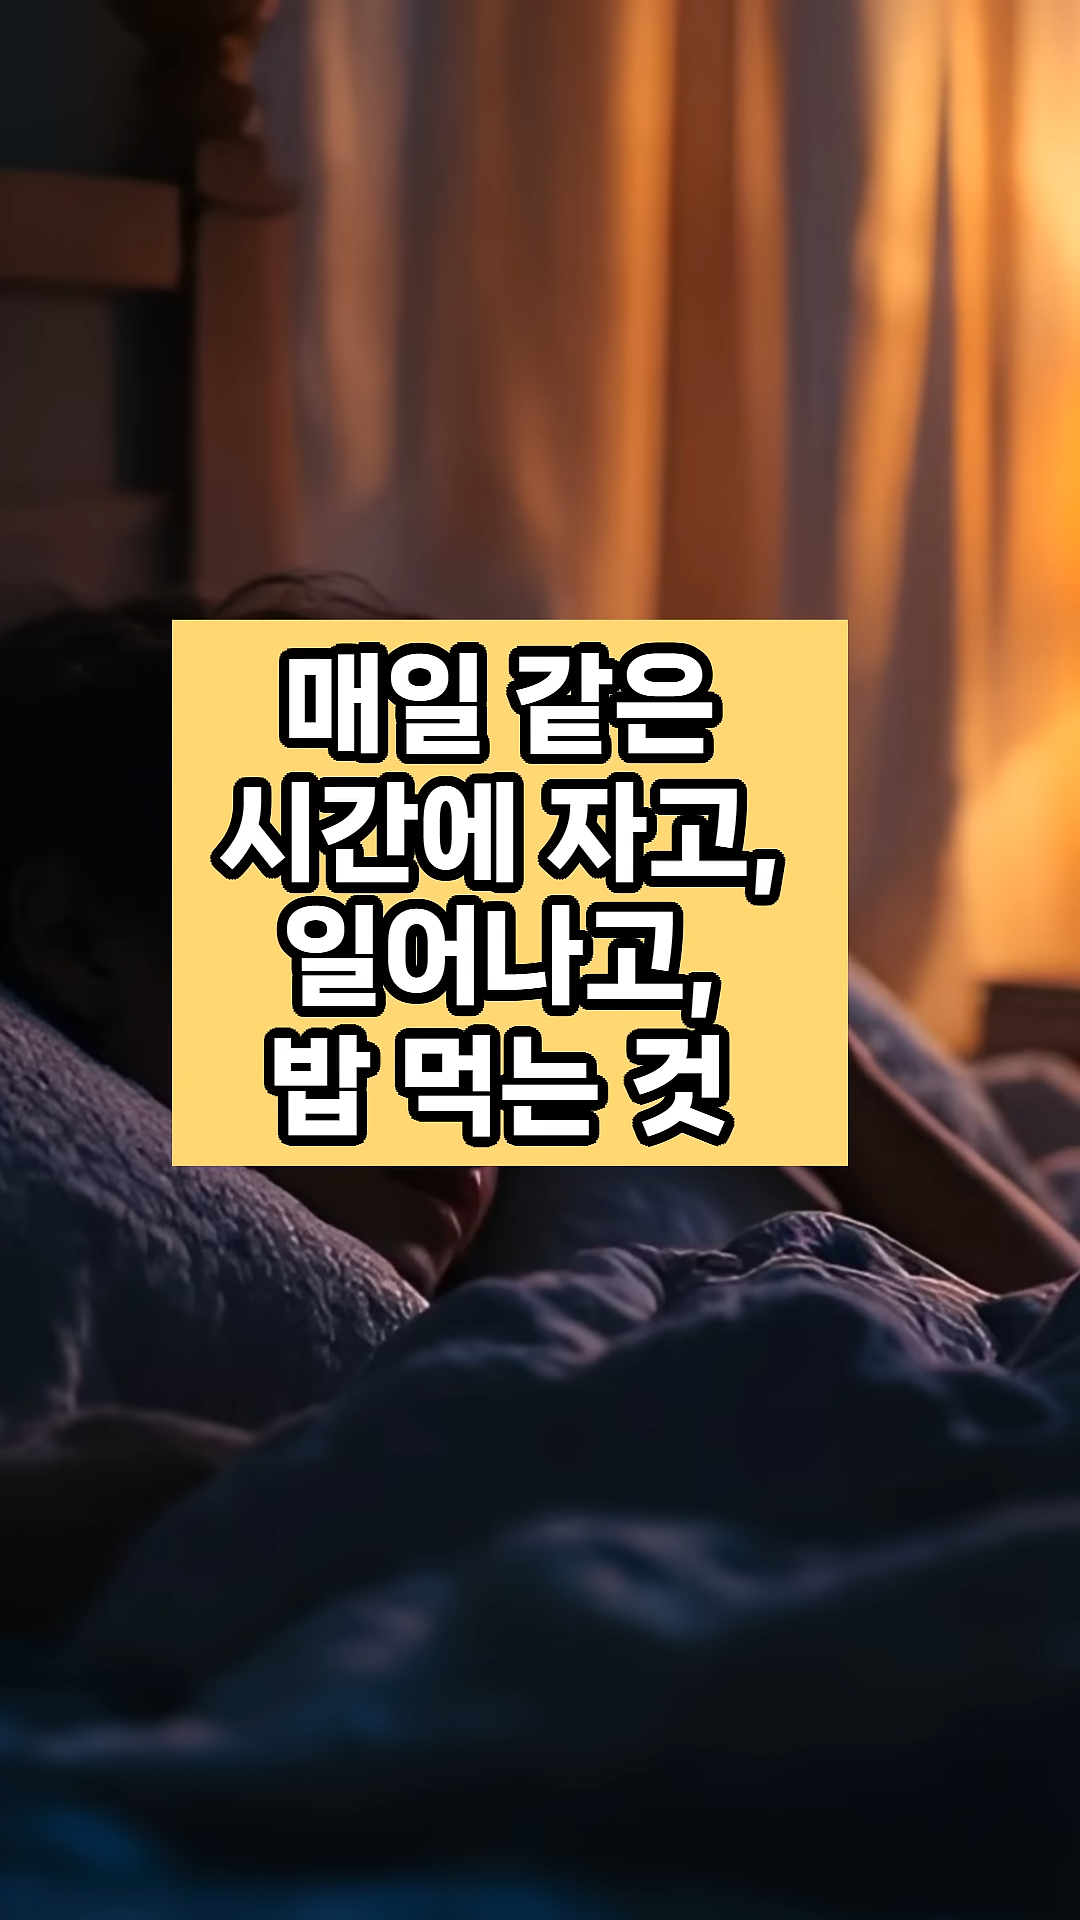 매일 같은
시간에 자고,
일어나고,
밥 먹는 것